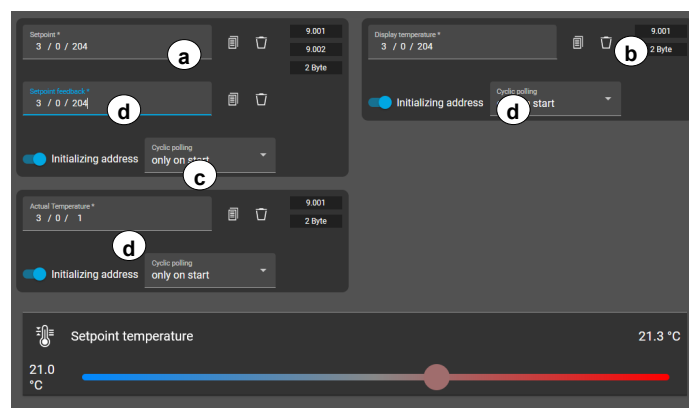 Setpoint *
3 / 0 / 204
a
9.001
9.002
2 Byte
Setpoint feedback *
3 / 0 / 204
d
Initializing address
Cyclic polling
only on start
c
Display temperature *
3 / 0 / 204
9.001
2 Byte
b
Initializing address
Cyclic polling
start
d
Actual Temperature *
3 / 0 / 1
9.001
2 Byte
d
Initializing address
Cyclic polling
only on start
Setpoint temperature
21.3 °C
21.0
°C